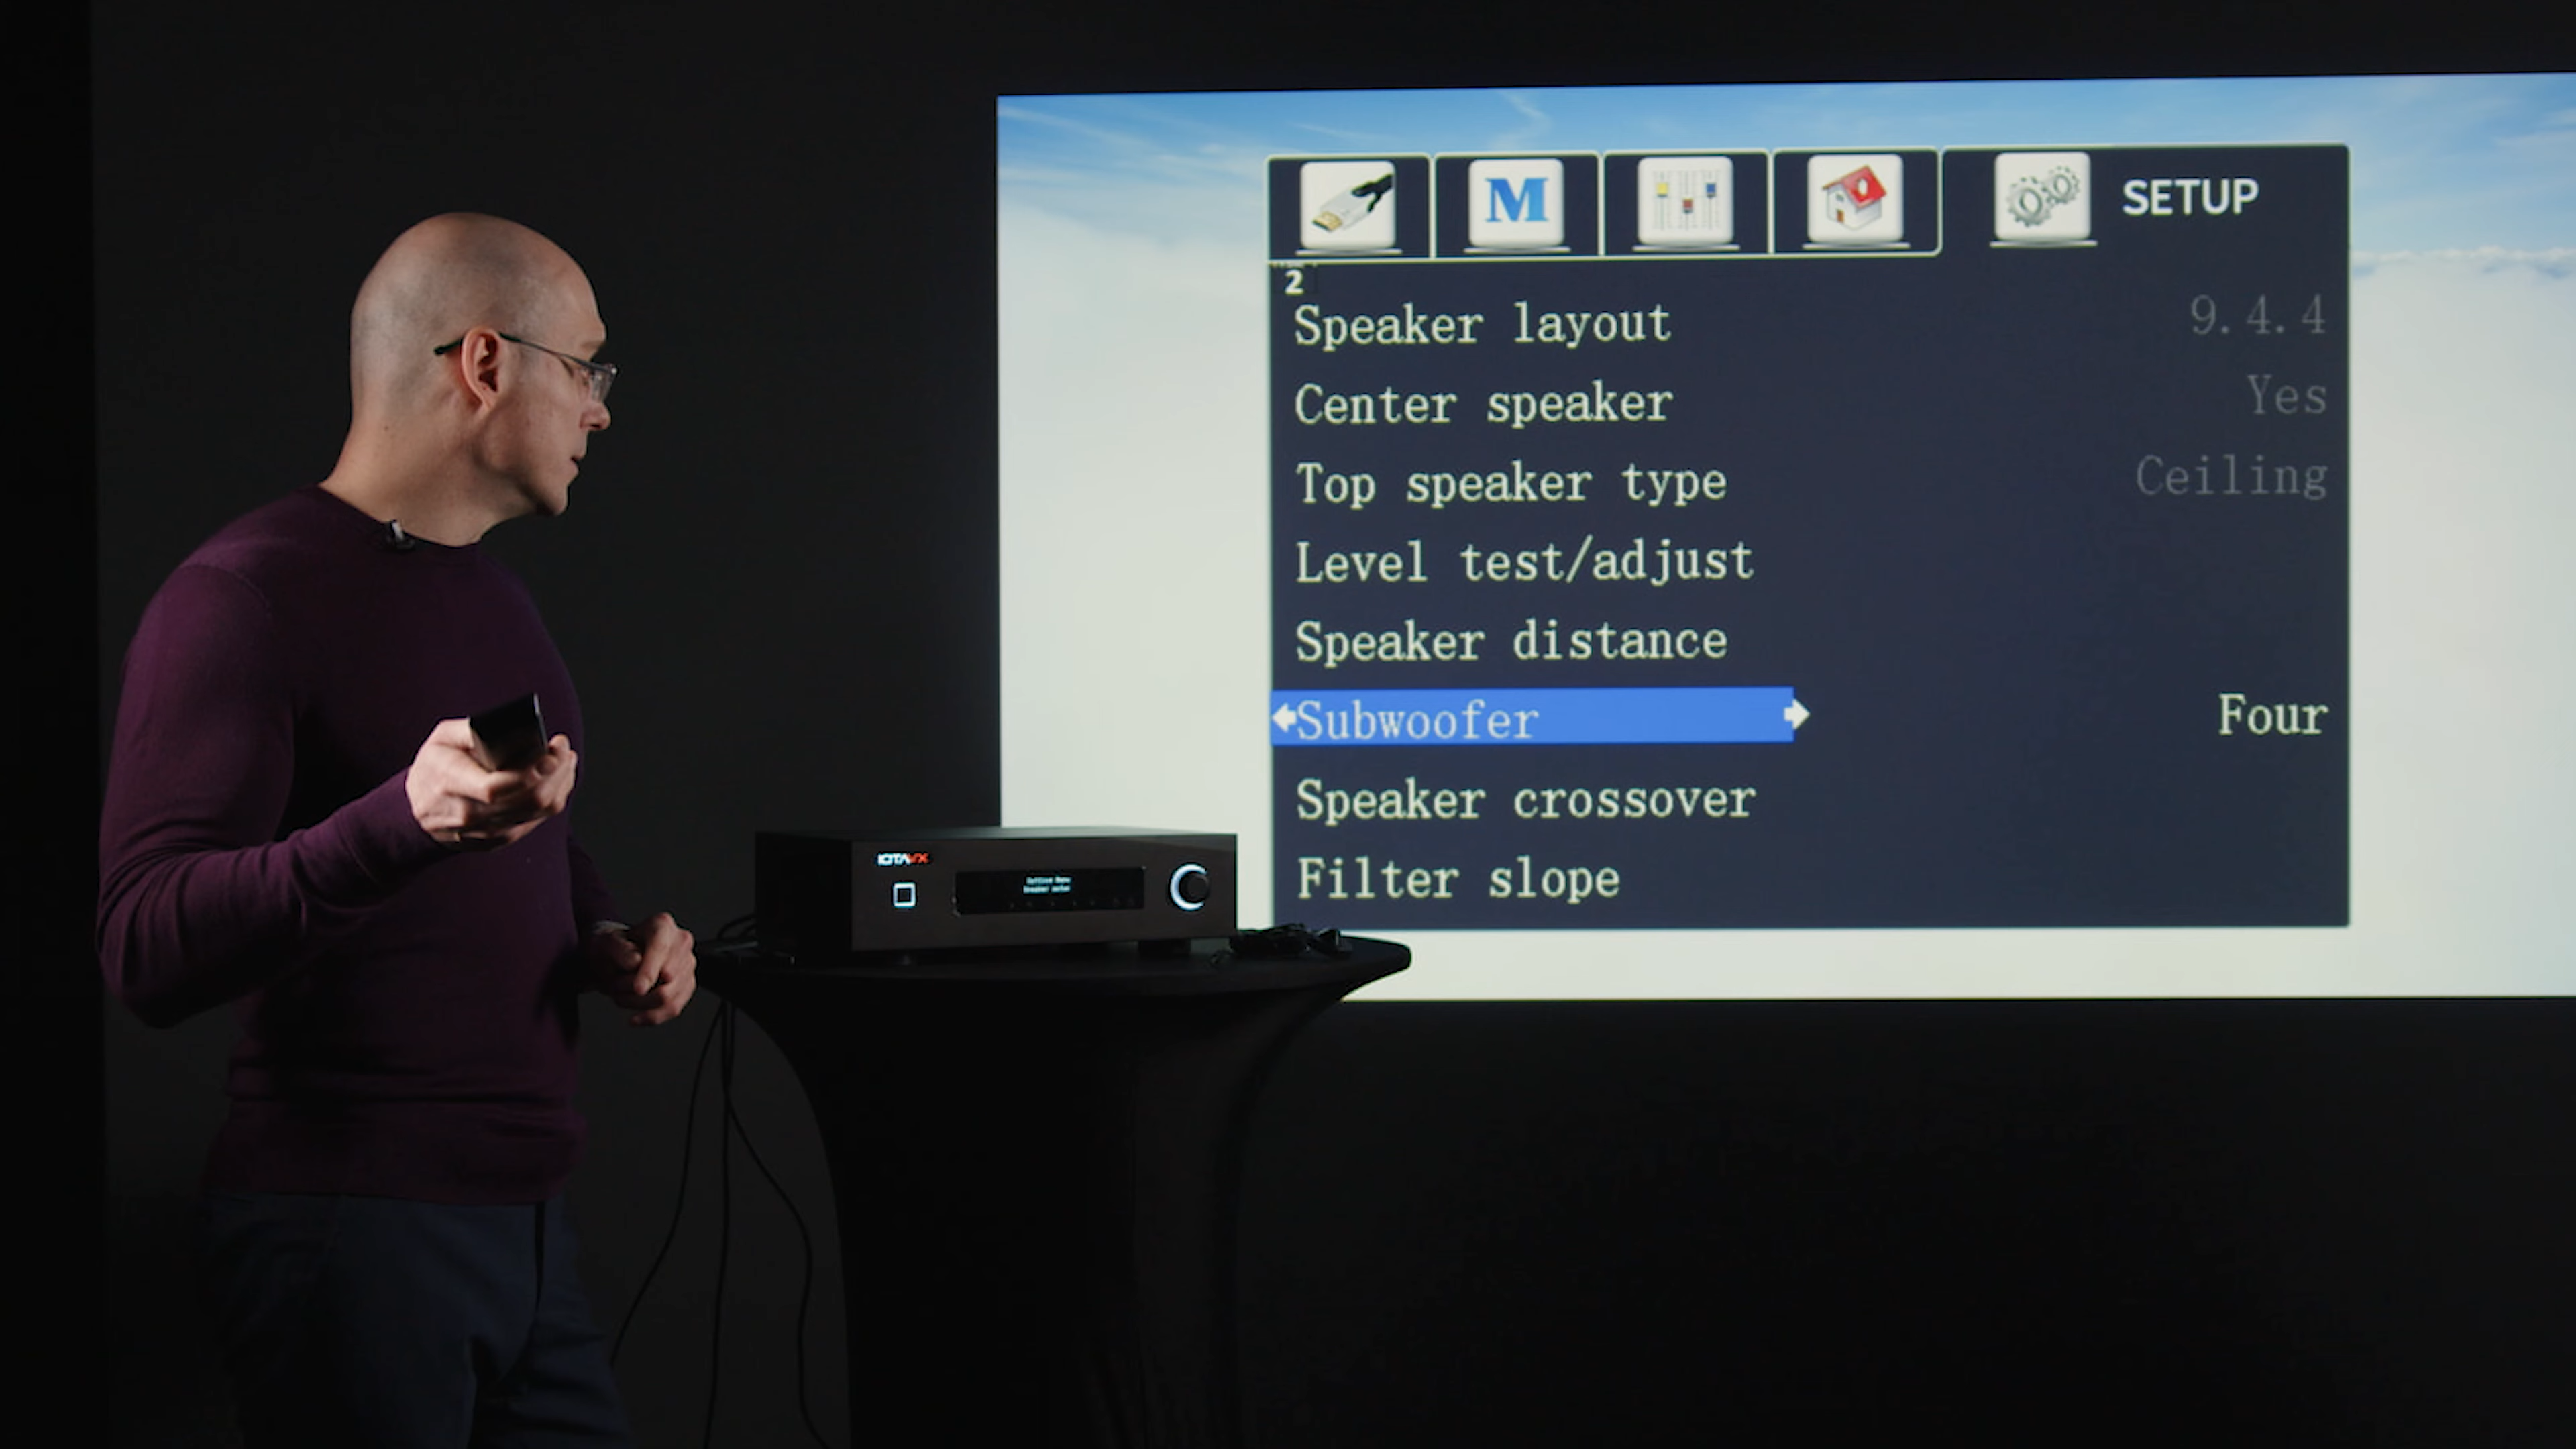 M
SETUP
2
Speaker layout 9.4.4
Center speaker Yes
Top speaker type Ceiling
Level test/adjust
Speaker distance
Subwoofer Four
Speaker crossover
Filter slope
IOTAVX